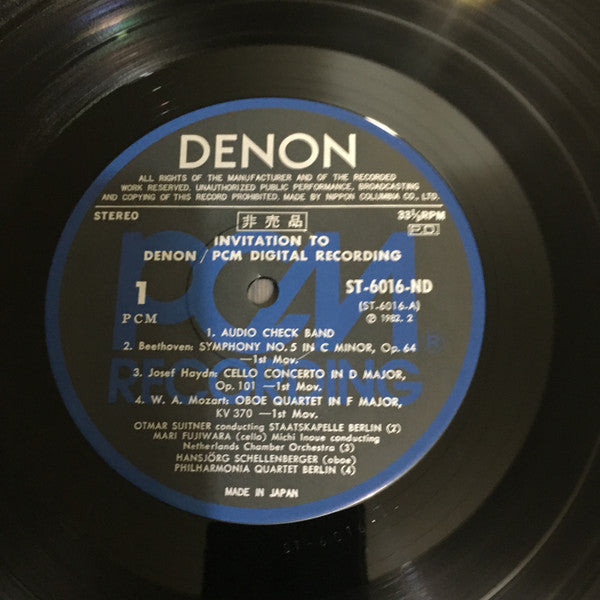 DENON
ALL RIGHTS OF THE MANUFACTURER AND OF THE RECORDED
WORK RESERVED. UNAUTHORIZED PUBLIC PERFORMANCE, BROADCASTING
AND COPYING OF THIS RECORD PROHIBITED. MADE BY NIPPON COLUMBIA CO., LTD.
STEREO 非売品 33⅓RPM
P.D.
INVITATION TO
DENON/PCM DIGITAL RECORDING
1 ST-6016-ND
PCM (ST-6016-A)
Ⓟ 1982. 2
PCM
RECORDING ®
1. AUDIO CHECK BAND
2. Beethoven: SYMPHONY NO. 5 IN C MINOR, Op. 64
—1st Mov.
3. Josef Haydn: CELLO CONCERTO IN D MAJOR,
Op. 101 —1st Mov.
4. W. A. Mozart: OBOE QUARTET IN F MAJOR,
KV 370 —1st Mov.
OTMAR SUITNER conducting STAATSKAPELLE BERLIN (2)
MARI FUJIWARA (cello) Michi Inoue conducting
Netherlands Chamber Orchestra (3)
HANSJÖRG SCHELLENBERGER (oboe)
PHILHARMONIA QUARTET BERLIN (4)
MADE IN JAPAN